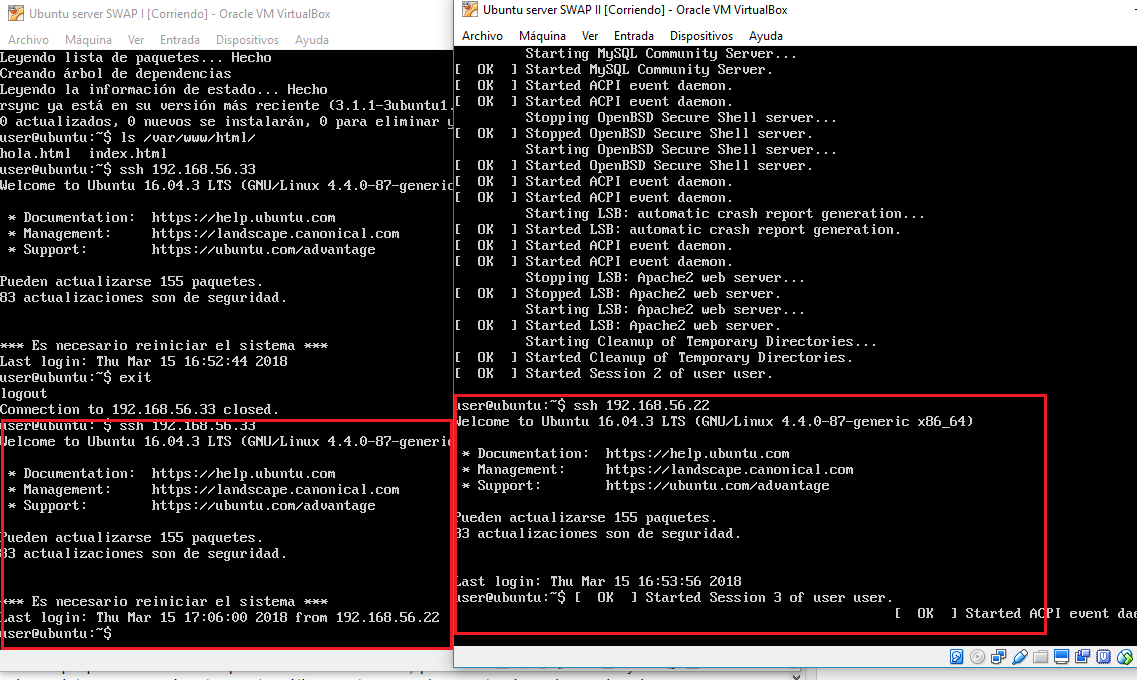 Ubuntu server SWAP I [Corriendo] - Oracle VM VirtualBox
Archivo Máquina Ver Entrada Dispositivos Ayuda
Leyendo lista de paquetes... Hecho
Creando árbol de dependencias
Leyendo la información de estado... Hecho
rsync ya está en su versión más reciente (3.1.1-3ubuntu1.
0 actualizados, 0 nuevos se instalarán, 0 para eliminar y
user@ubuntu:~$ ls /var/www/html/
hola.html  index.html
user@ubuntu:~$ ssh 192.168.56.33
Welcome to Ubuntu 16.04.3 LTS (GNU/Linux 4.4.0-87-generic
* Documentation:  https://help.ubuntu.com
* Management:     https://landscape.canonical.com
* Support:        https://ubuntu.com/advantage
Pueden actualizarse 155 paquetes.
83 actualizaciones son de seguridad.
*** Es necesario reiniciar el sistema ***
Last login: Thu Mar 15 16:52:44 2018
user@ubuntu:~$ exit
logout
Connection to 192.168.56.33 closed.
user@ubuntu:~$ ssh 192.168.56.33
Welcome to Ubuntu 16.04.3 LTS (GNU/Linux 4.4.0-87-generic
* Documentation:  https://help.ubuntu.com
* Management:     https://landscape.canonical.com
* Support:        https://ubuntu.com/advantage
Pueden actualizarse 155 paquetes.
83 actualizaciones son de seguridad.
*** Es necesario reiniciar el sistema ***
Last login: Thu Mar 15 17:06:00 2018 from 192.168.56.22
user@ubuntu:~$
Ubuntu server SWAP II [Corriendo] - Oracle VM VirtualBox
Archivo Máquina Ver Entrada Dispositivos Ayuda
Starting MySQL Community Server...
[  OK  ] Started MySQL Community Server.
[  OK  ] Started ACPI event daemon.
[  OK  ] Started ACPI event daemon.
Stopping OpenBSD Secure Shell server...
[  OK  ] Stopped OpenBSD Secure Shell server.
Starting OpenBSD Secure Shell server...
[  OK  ] Started OpenBSD Secure Shell server.
[  OK  ] Started ACPI event daemon.
[  OK  ] Started ACPI event daemon.
Starting LSB: automatic crash report generation...
[  OK  ] Started LSB: automatic crash report generation.
[  OK  ] Started ACPI event daemon.
[  OK  ] Started ACPI event daemon.
Stopping LSB: Apache2 web server...
[  OK  ] Stopped LSB: Apache2 web server.
Starting LSB: Apache2 web server...
[  OK  ] Started LSB: Apache2 web server.
Starting Cleanup of Temporary Directories...
[  OK  ] Started Cleanup of Temporary Directories.
[  OK  ] Started Session 2 of user user.
user@ubuntu:~$ ssh 192.168.56.22
Welcome to Ubuntu 16.04.3 LTS (GNU/Linux 4.4.0-87-generic x86_64)
* Documentation:  https://help.ubuntu.com
* Management:     https://landscape.canonical.com
* Support:        https://ubuntu.com/advantage
Pueden actualizarse 155 paquetes.
83 actualizaciones son de seguridad.
Last login: Thu Mar 15 16:53:56 2018
user@ubuntu:~$ [  OK  ] Started Session 3 of user user.
[  OK  ] Started ACPI event dae